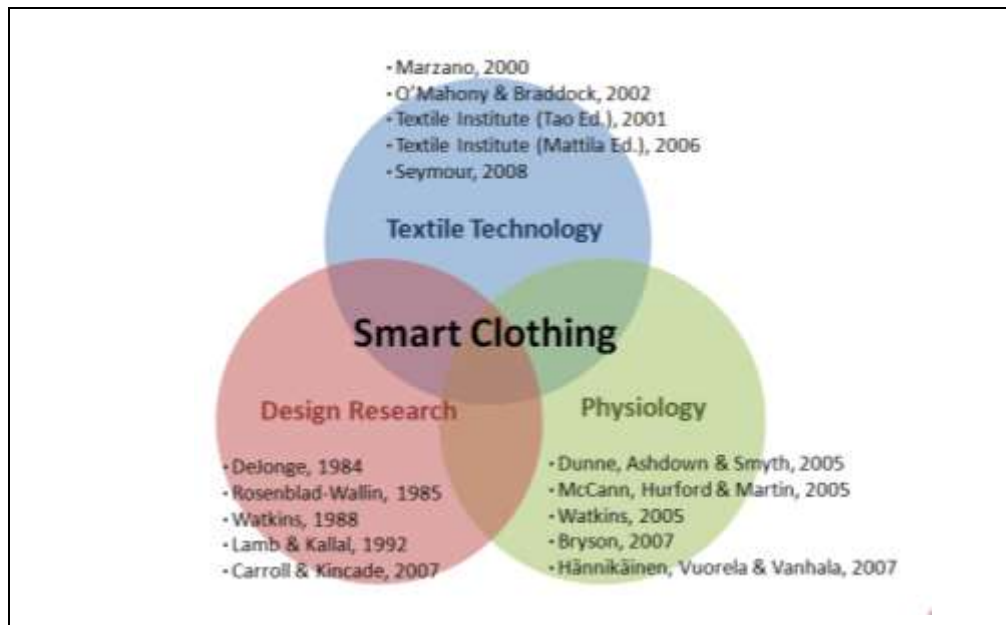 • Marzano, 2000
• O'Mahony & Braddock, 2002
• Textile Institute (Tao Ed.), 2001
• Textile Institute (Mattila Ed.), 2006
• Seymour, 2008
Textile Technology
Smart Clothing
Design Research
• DeJonge, 1984
• Rosenblad-Wallin, 1985
• Watkins, 1988
• Lamb & Kallal, 1992
• Carroll & Kincade, 2007
Physiology
• Dunne, Ashdown & Smyth, 2005
• McCann, Hurford & Martin, 2005
• Watkins, 2005
• Bryson, 2007
• Hännikäinen, Vuorela & Vanhala, 2007